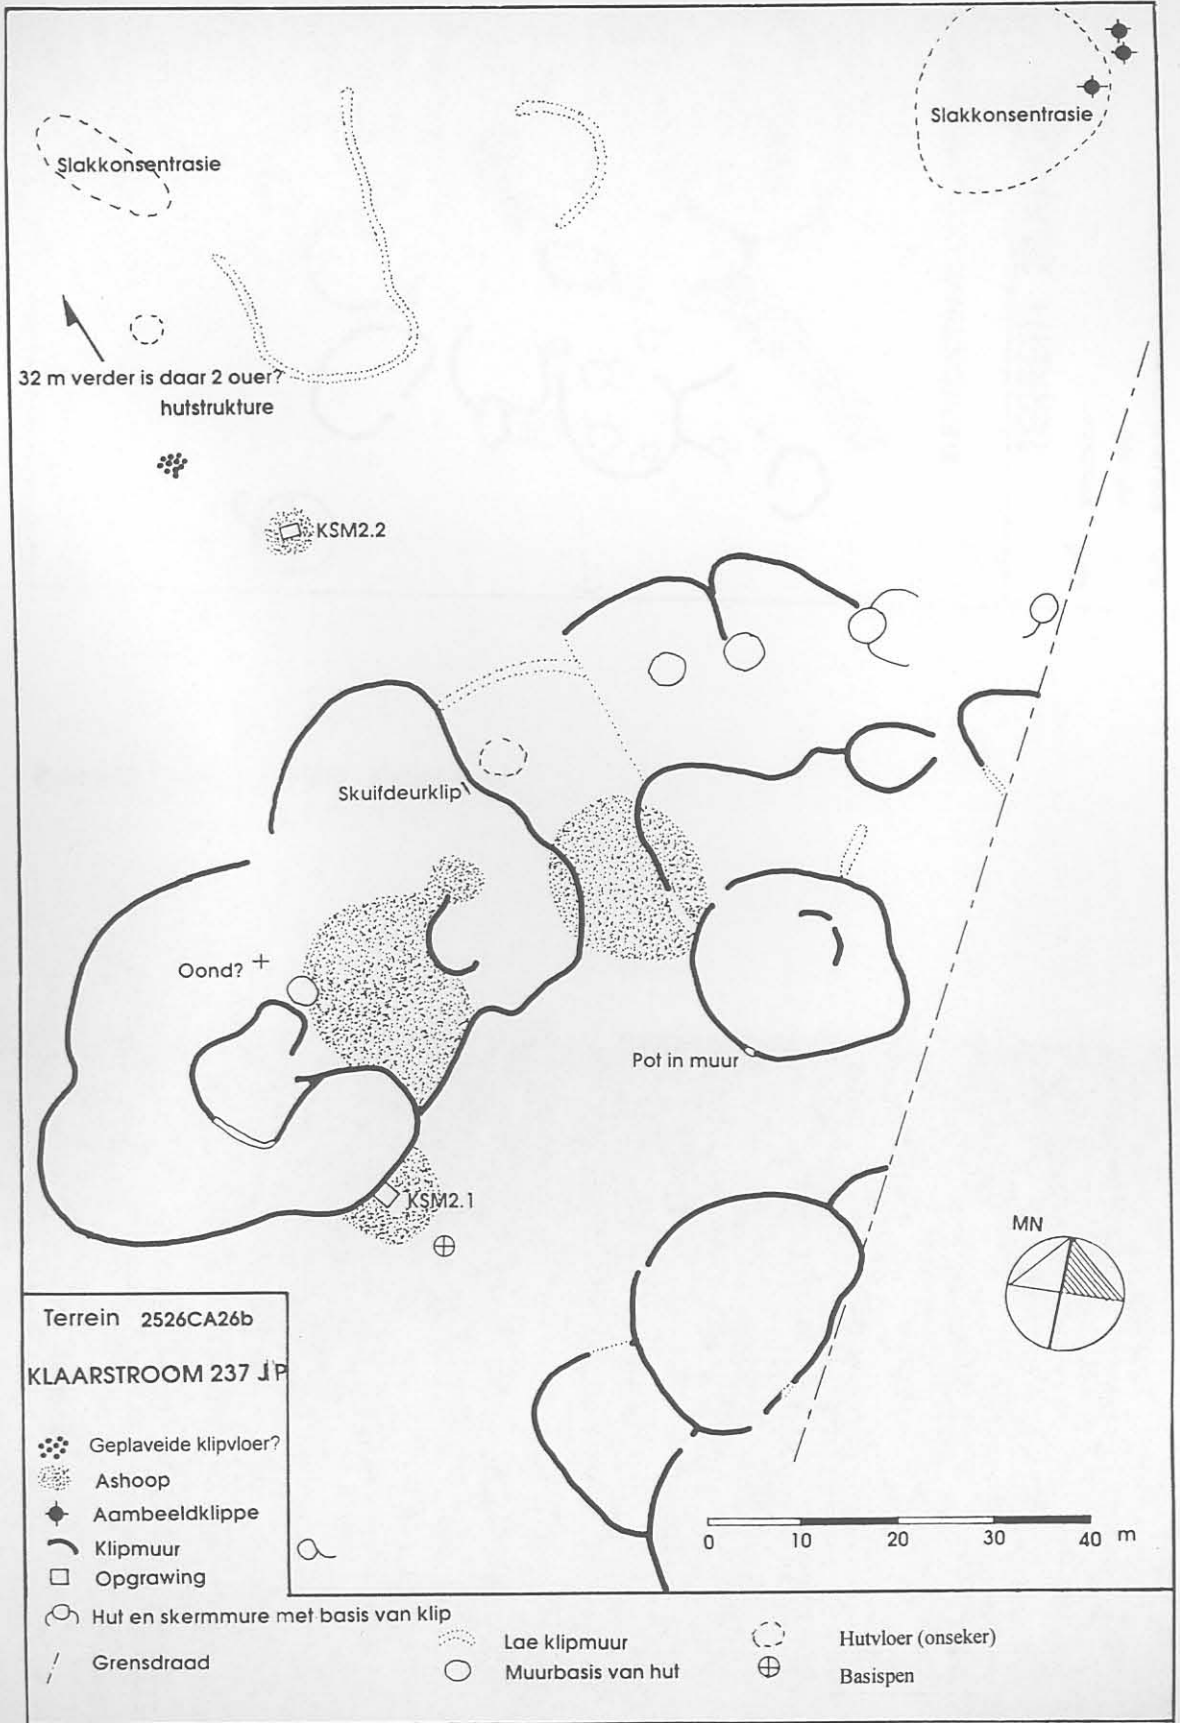 Slakkonsentrasie
Slakkonsentrasie
32 m verder is daar 2 ouer?
hutstrukture
KSM2.2
Skuifdeurklip
Oond?
Pot in muur
KSM2.1
MN
Terrein 2526CA26b
KLAARSTROOM 237 JP
Geplaveide klipvloer?
Ashoop
Aambeeldklippe
Klipmuur
Opgrawing
0 10 20 30 40 m
Hut en skermmure met basis van klip
Grensdraad
Lae klipmuur
Muurbasis van hut
Hutvloer (onseker)
Basispen